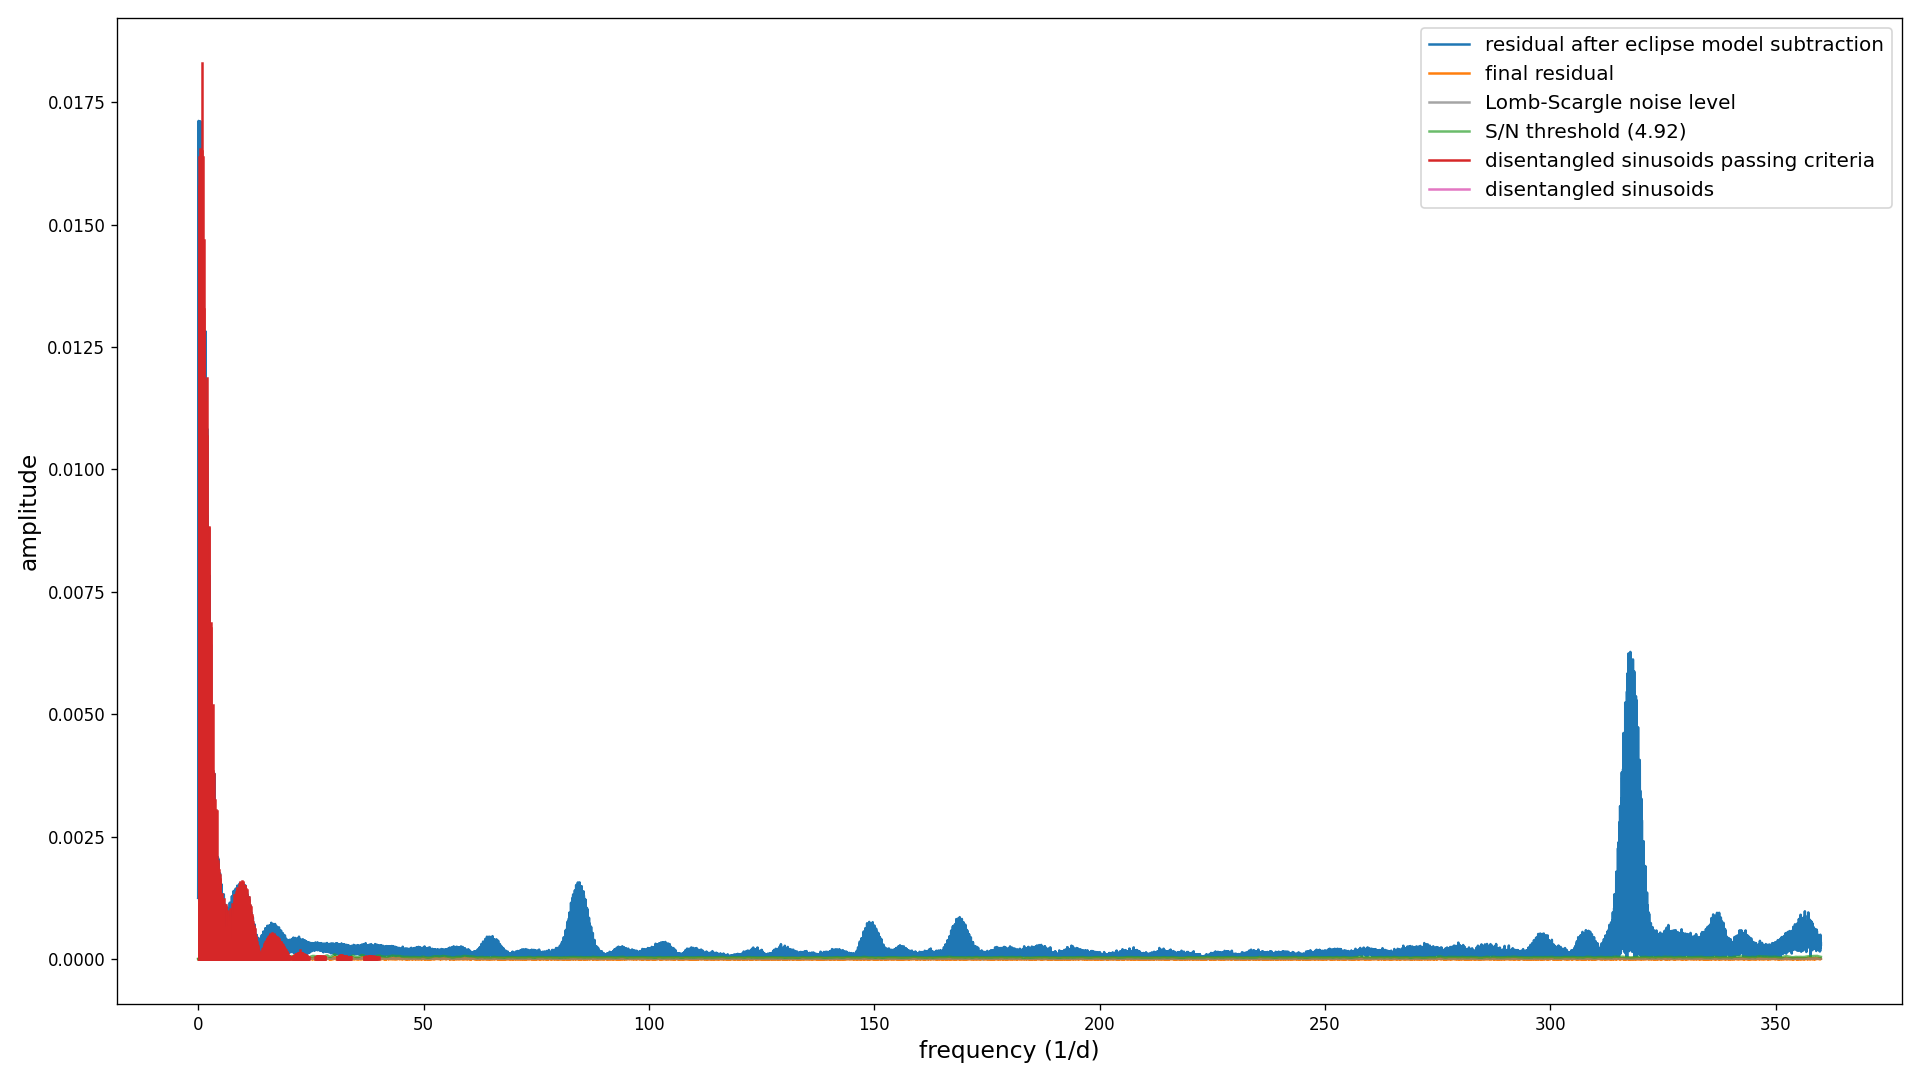 residual after eclipse model subtraction
final residual
Lomb-Scargle noise level
S/N threshold (4.92)
disentangled sinusoids passing criteria
disentangled sinusoids
0.0175
0.0150
0.0125
0.0100
0.0075
0.0050
0.0025
0.0000
amplitude
0 50 100 150 200 250 300 350
frequency (1/d)